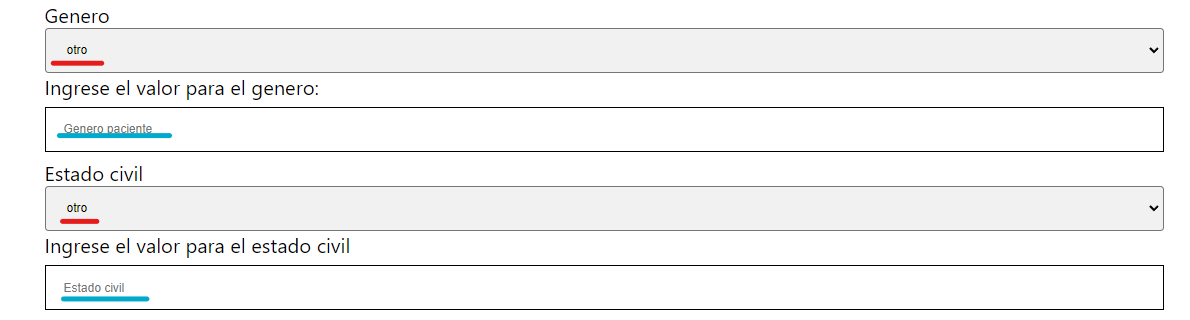 Genero
otro
Ingrese el valor para el genero:
Genero paciente
Estado civil
otro
Ingrese el valor para el estado civil
Estado civil